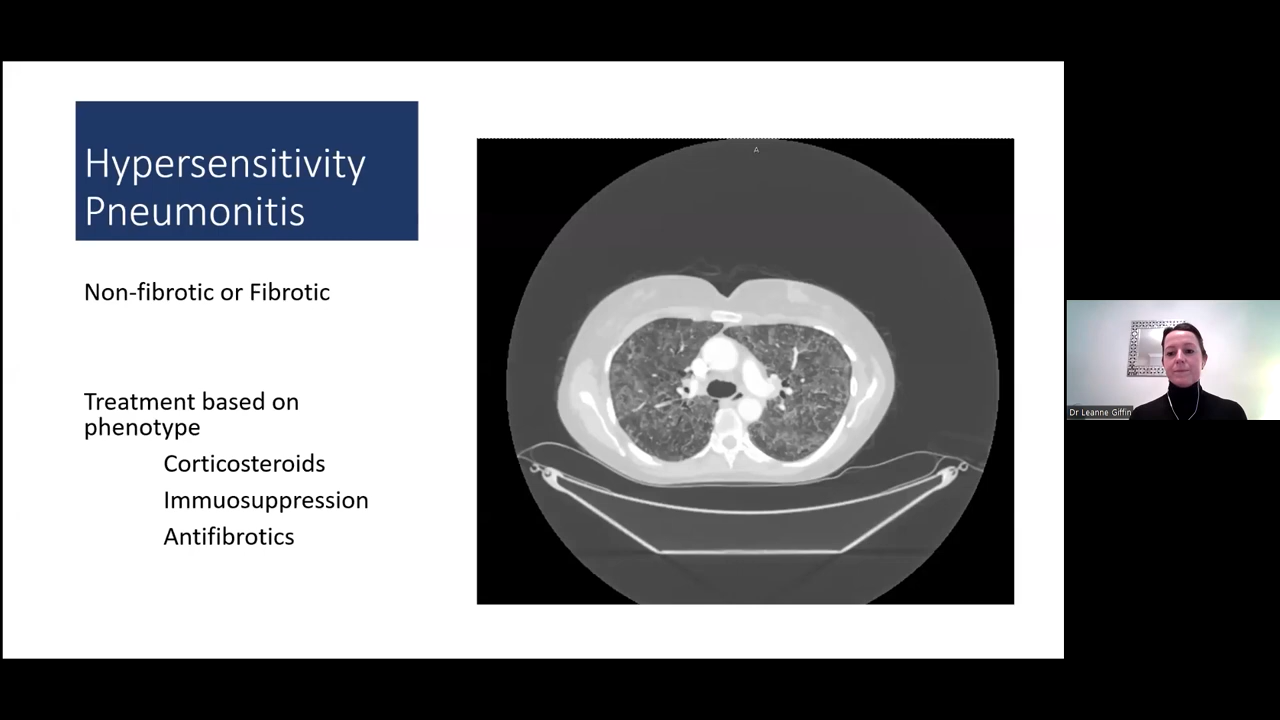 Hypersensitivity
Pneumonitis
Non-fibrotic or Fibrotic
Treatment based on
phenotype
Corticosteroids
Immuosuppression
Antifibrotics
A
Dr Leanne Giffin